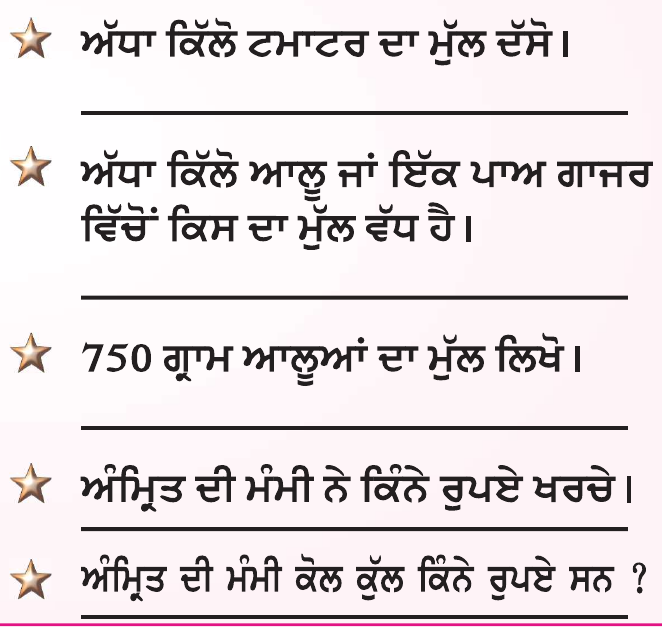 ਅੱਧਾ ਕਿੱਲੋ ਟਮਾਟਰ ਦਾ ਮੁੱਲ ਦੱਸੋ।
ਅੱਧਾ ਕਿੱਲੋ ਆਲੂ ਜਾਂ ਇੱਕ ਪਾਅ ਗਾਜਰ
ਵਿੱਚੋਂ ਕਿਸ ਦਾ ਮੁੱਲ ਵੱਧ ਹੈ।
750 ਗ੍ਰਾਮ ਆਲੂਆਂ ਦਾ ਮੁੱਲ ਲਿਖੋ।
ਅੰਮ੍ਰਿਤ ਦੀ ਮੰਮੀ ਨੇ ਕਿੰਨੇ ਰੁਪਏ ਖਰਚੇ।
ਅੰਮ੍ਰਿਤ ਦੀ ਮੰਮੀ ਕੋਲ ਕੁੱਲ ਕਿੰਨੇ ਰੁਪਏ ਸਨ ?